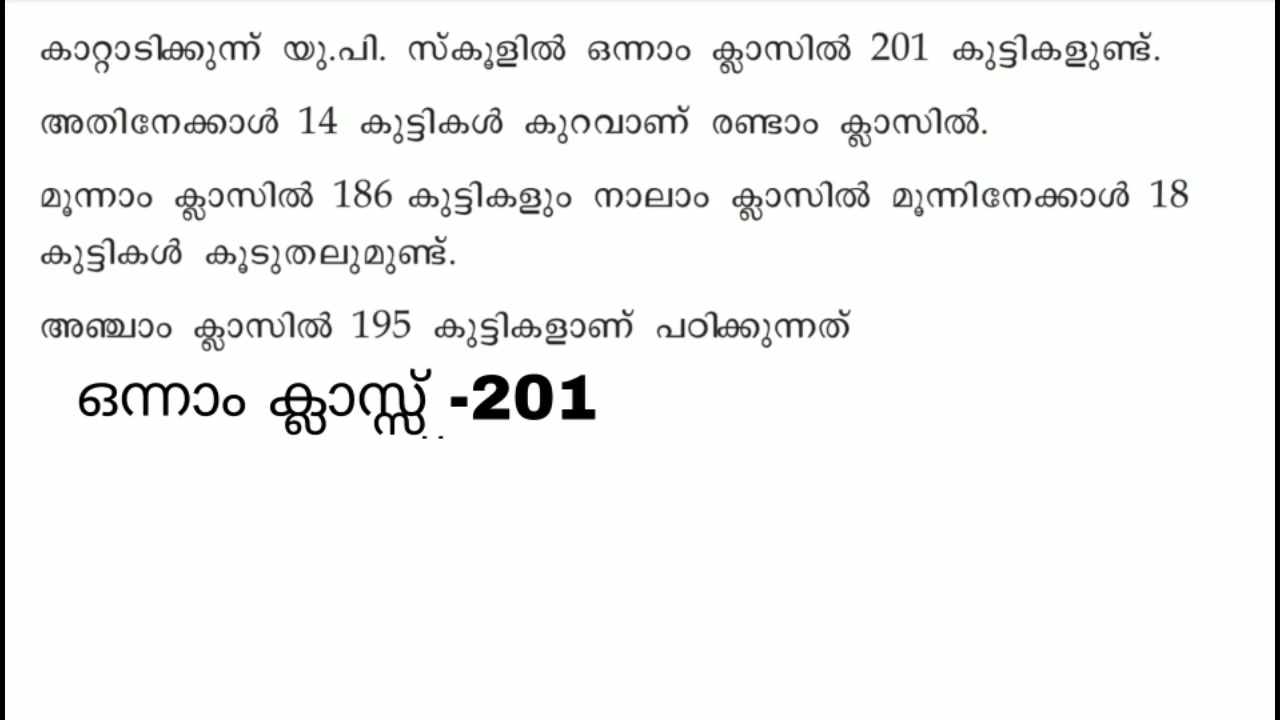 കാറ്റാടിക്കുന്ന് യു.പി. സ്കൂളിൽ ഒന്നാം ക്ലാസിൽ 201 കുട്ടികളുണ്ട്.
അതിനേക്കാൾ 14 കുട്ടികൾ കുറവാണ് രണ്ടാം ക്ലാസിൽ.
മൂന്നാം ക്ലാസിൽ 186 കുട്ടികളും നാലാം ക്ലാസിൽ മൂന്നിനേക്കാൾ 18
കുട്ടികൾ കൂടുതലുമുണ്ട്.
അഞ്ചാം ക്ലാസിൽ 195 കുട്ടികളാണ് പഠിക്കുന്നത്
ഒന്നാം ക്ലാസ്സ് -201